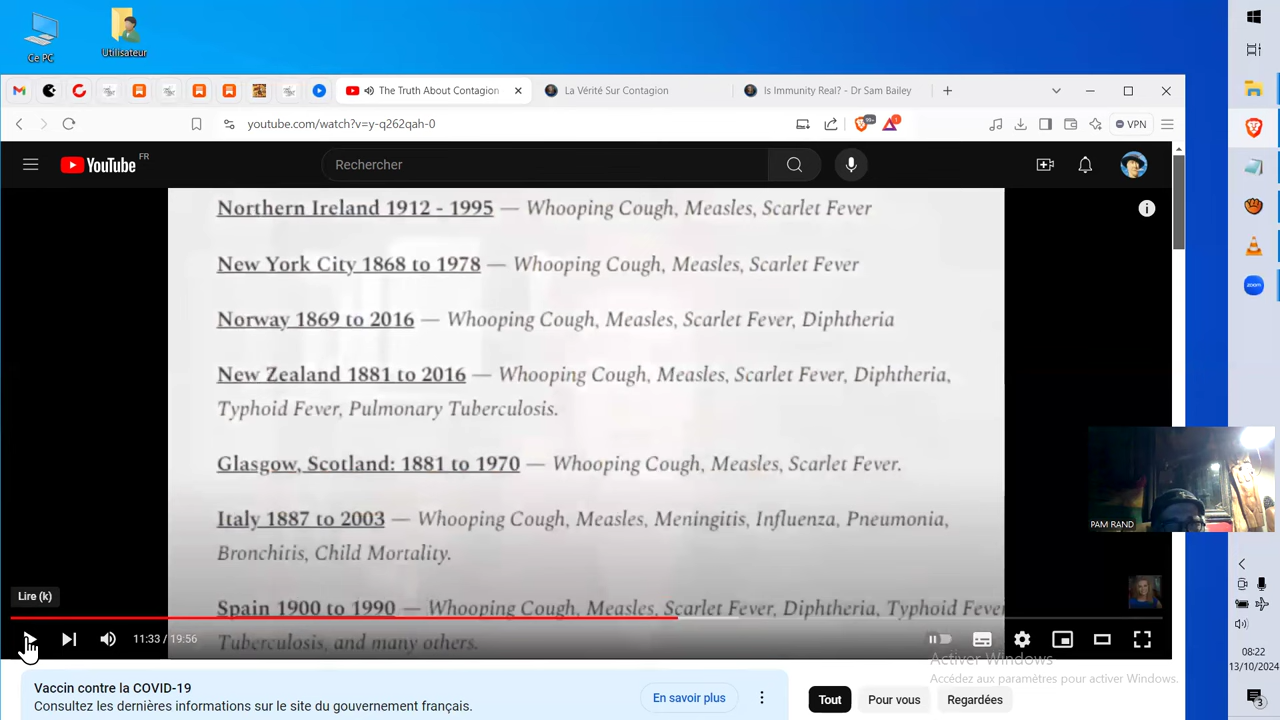 Ce PC
Utilisateur
The Truth About Contagion
La Vérité Sur Contagion
Is Immunity Real? - Dr Sam Bailey
youtube.com/watch?v=y-q262qah-0
99+
VPN
YouTube FR
Rechercher
Northern Ireland 1912 - 1995 — Whooping Cough, Measles, Scarlet Fever
New York City 1868 to 1978 — Whooping Cough, Measles, Scarlet Fever
Norway 1869 to 2016 — Whooping Cough, Measles, Scarlet Fever, Diphtheria
New Zealand 1881 to 2016 — Whooping Cough, Measles, Scarlet Fever, Diphtheria,
Typhoid Fever, Pulmonary Tuberculosis.
Glasgow, Scotland: 1881 to 1970 — Whooping Cough, Measles, Scarlet Fever.
Italy 1887 to 2003 — Whooping Cough, Measles, Meningitis, Influenza, Pneumonia,
Bronchitis, Child Mortality.
Spain 1900 to 1990 — Whooping Cough, Measles, Scarlet Fever, Diphtheria, Typhoid Fever
Tuberculosis, and many others.
PAM RAND
zoom
Lire (k)
11:33 / 19:56
Activer Windows
Accédez aux paramètres pour activer Windows.
Vaccin contre la COVID-19
Consultez les dernières informations sur le site du gouvernement français.
En savoir plus
Tout
Pour vous
Regardées
08:22
13/10/2024
3